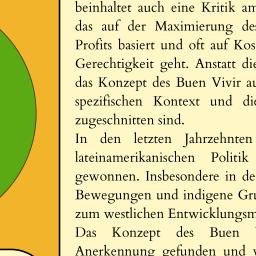 beinhaltet auch eine Kritik am
das auf der Maximierung des
Profits basiert und oft auf Kos
Gerechtigkeit geht. Anstatt die
das Konzept des Buen Vivir au
spezifischen Kontext und die
zugeschnitten sind.
In den letzten Jahrzehnten
lateinamerikanischen Politik
gewonnen. Insbesondere in de
Bewegungen und indigene Gru
zum westlichen Entwicklungsm
Das Konzept des Buen
Anerkennung gefunden und v